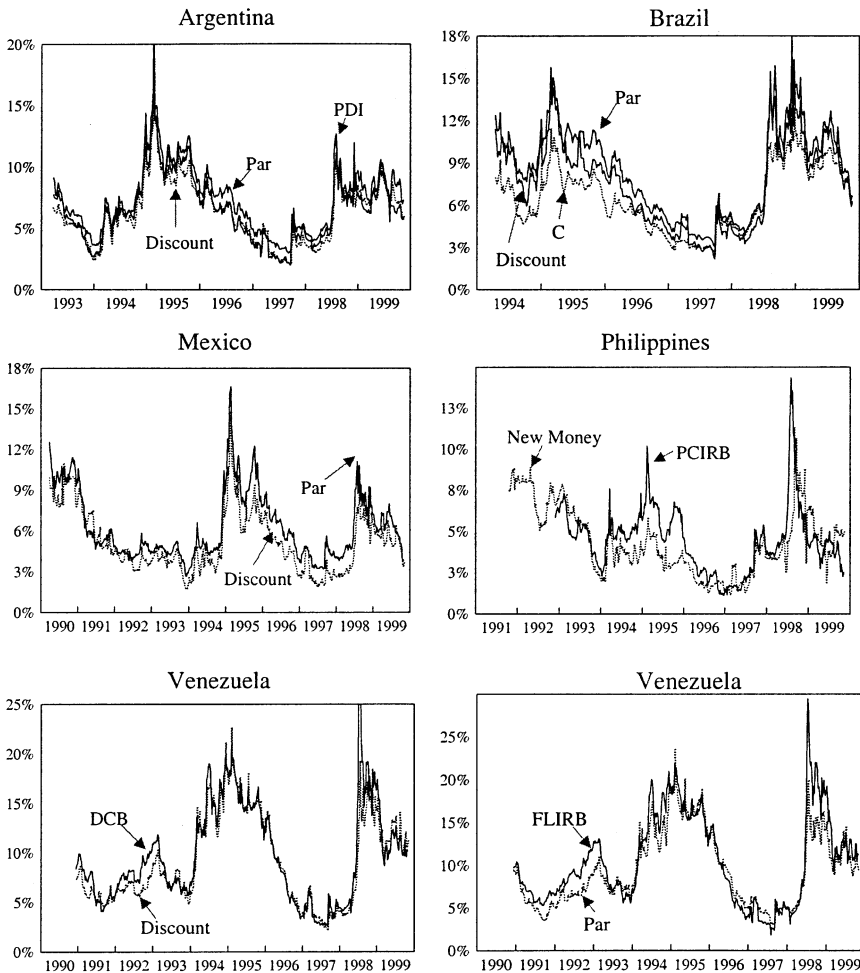 Argentina
20%
15%
10%
5%
0%
PDI
Par
Discount
1993 1994 1995 1996 1997 1998 1999
Brazil
18%
15%
12%
9%
6%
3%
0%
Par
C
Discount
1994 1995 1996 1997 1998 1999
Mexico
18%
15%
12%
9%
6%
3%
0%
Par
Discount
1990 1991 1992 1993 1994 1995 1996 1997 1998 1999
Philippines
13%
10%
8%
5%
3%
0%
New Money
PCIRB
1991 1992 1993 1994 1995 1996 1997 1998 1999
Venezuela
25%
20%
15%
10%
5%
0%
DCB
Discount
1990 1991 1992 1993 1994 1995 1996 1997 1998 1999
Venezuela
25%
20%
15%
10%
5%
0%
FLIRB
Par
1990 1991 1992 1993 1994 1995 1996 1997 1998 1999